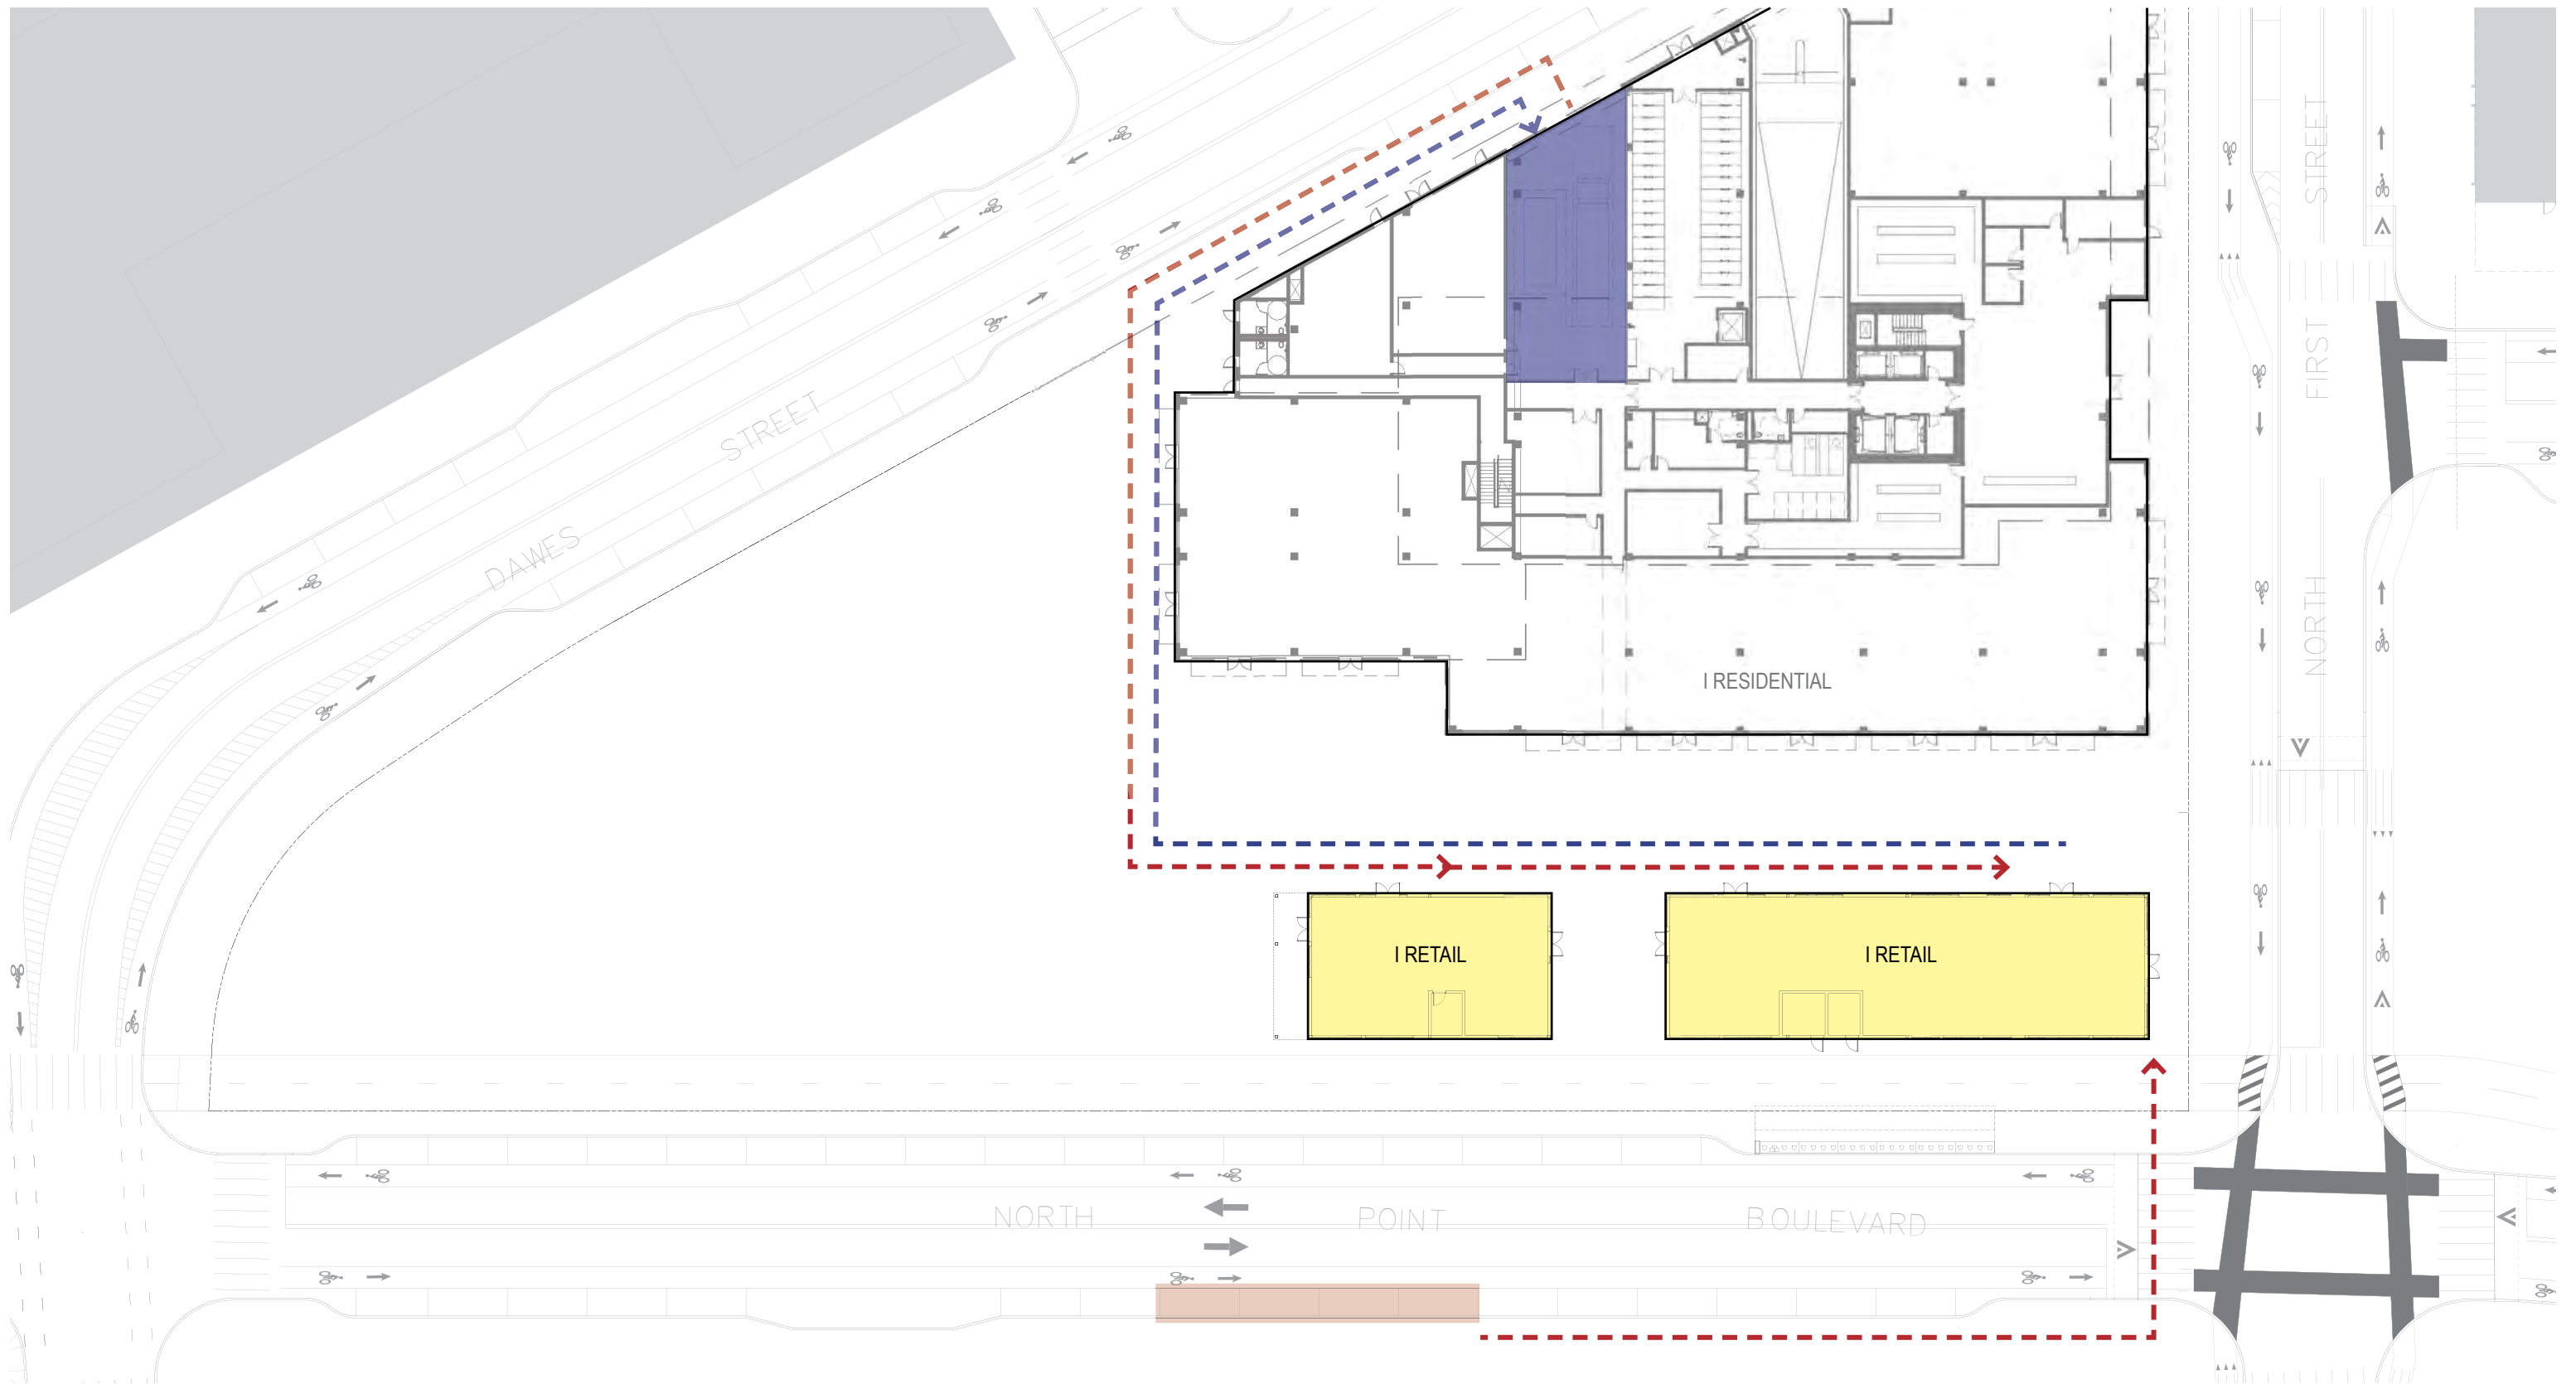 STREET
DAWES
STREET
FIRST
NORTH
I RESIDENTIAL
I RETAIL
I RETAIL
NORTH POINT BOULEVARD